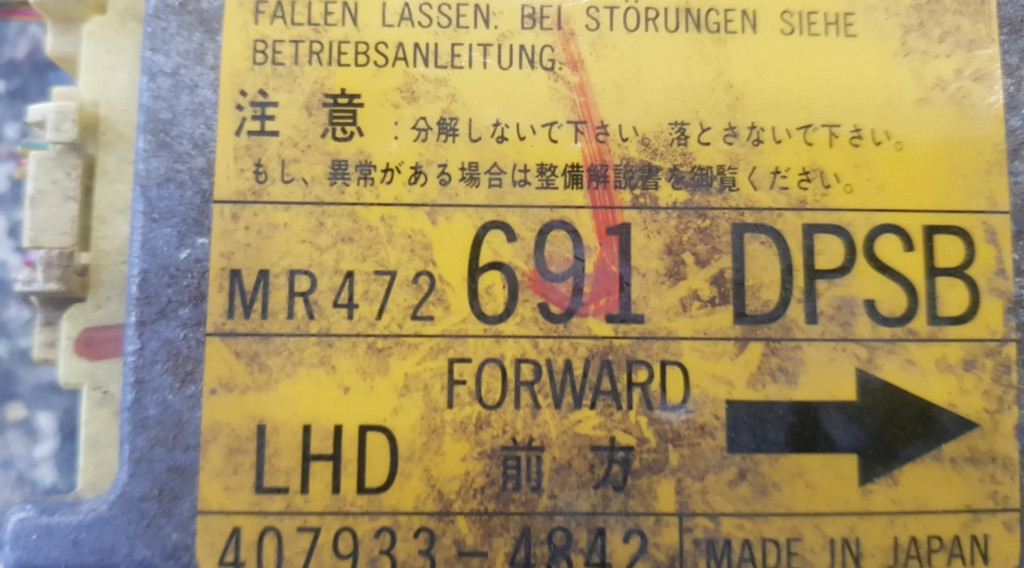 FALLEN LASSEN. BEI STÖRUNGEN SIEHE
BETRIEBSANLEITUNG.
注 意 : 分解しないで下さい。落とさないで下さい。
もし、異常がある場合は整備解説書を御覧ください。
MR472 691 DPSB
FORWARD
LHD 前 方
407933-4842 MADE IN JAPAN